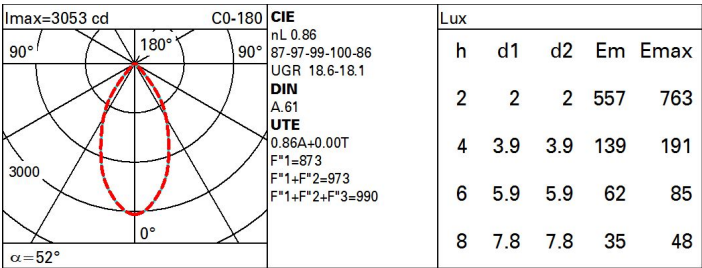 Imax=3053 cd C0-180
90° 180° 90°
3000
0°
α=52°
CIE
nL 0.86
87-97-99-100-86
UGR 18.6-18.1
DIN
A.61
UTE
0.86A+0.00T
F"1=873
F"1+F"2=973
F"1+F"2+F"3=990
Lux
h d1 d2 Em Emax
2 2 2 557 763
4 3.9 3.9 139 191
6 5.9 5.9 62 85
8 7.8 7.8 35 48